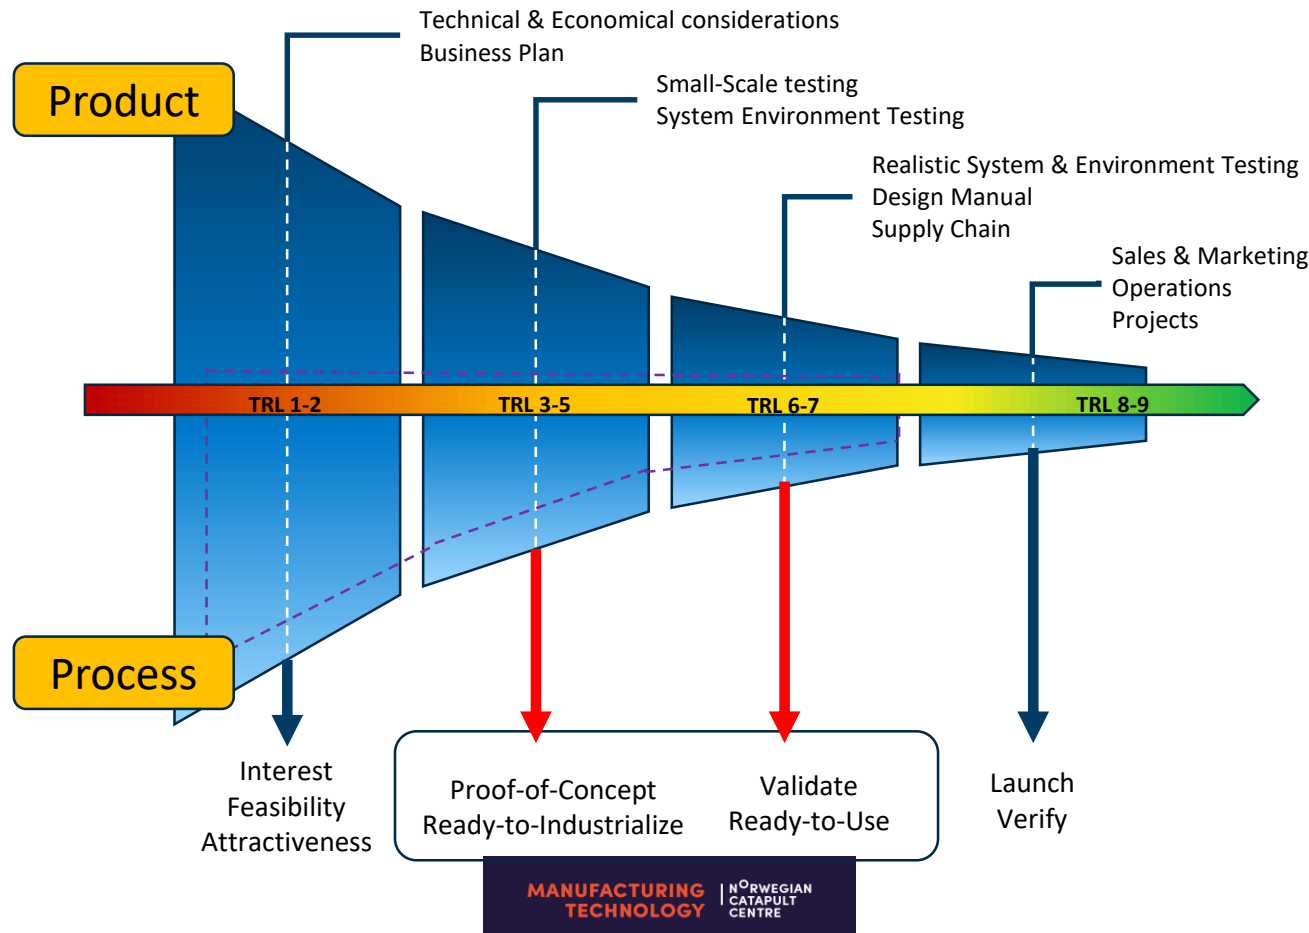 Technical & Economical considerations
Business Plan
Product
Small-Scale testing
System Environment Testing
Realistic System & Environment Testing
Design Manual
Supply Chain
Sales & Marketing
Operations
Projects
TRL 1-2
TRL 3-5
TRL 6-7
TRL 8-9
Process
Interest
Feasibility
Attractiveness
Proof-of-Concept
Ready-to-Industrialize
Validate
Ready-to-Use
Launch
Verify
MANUFACTURING
TECHNOLOGY
NORWEGIAN
CATAPULT
CENTRE